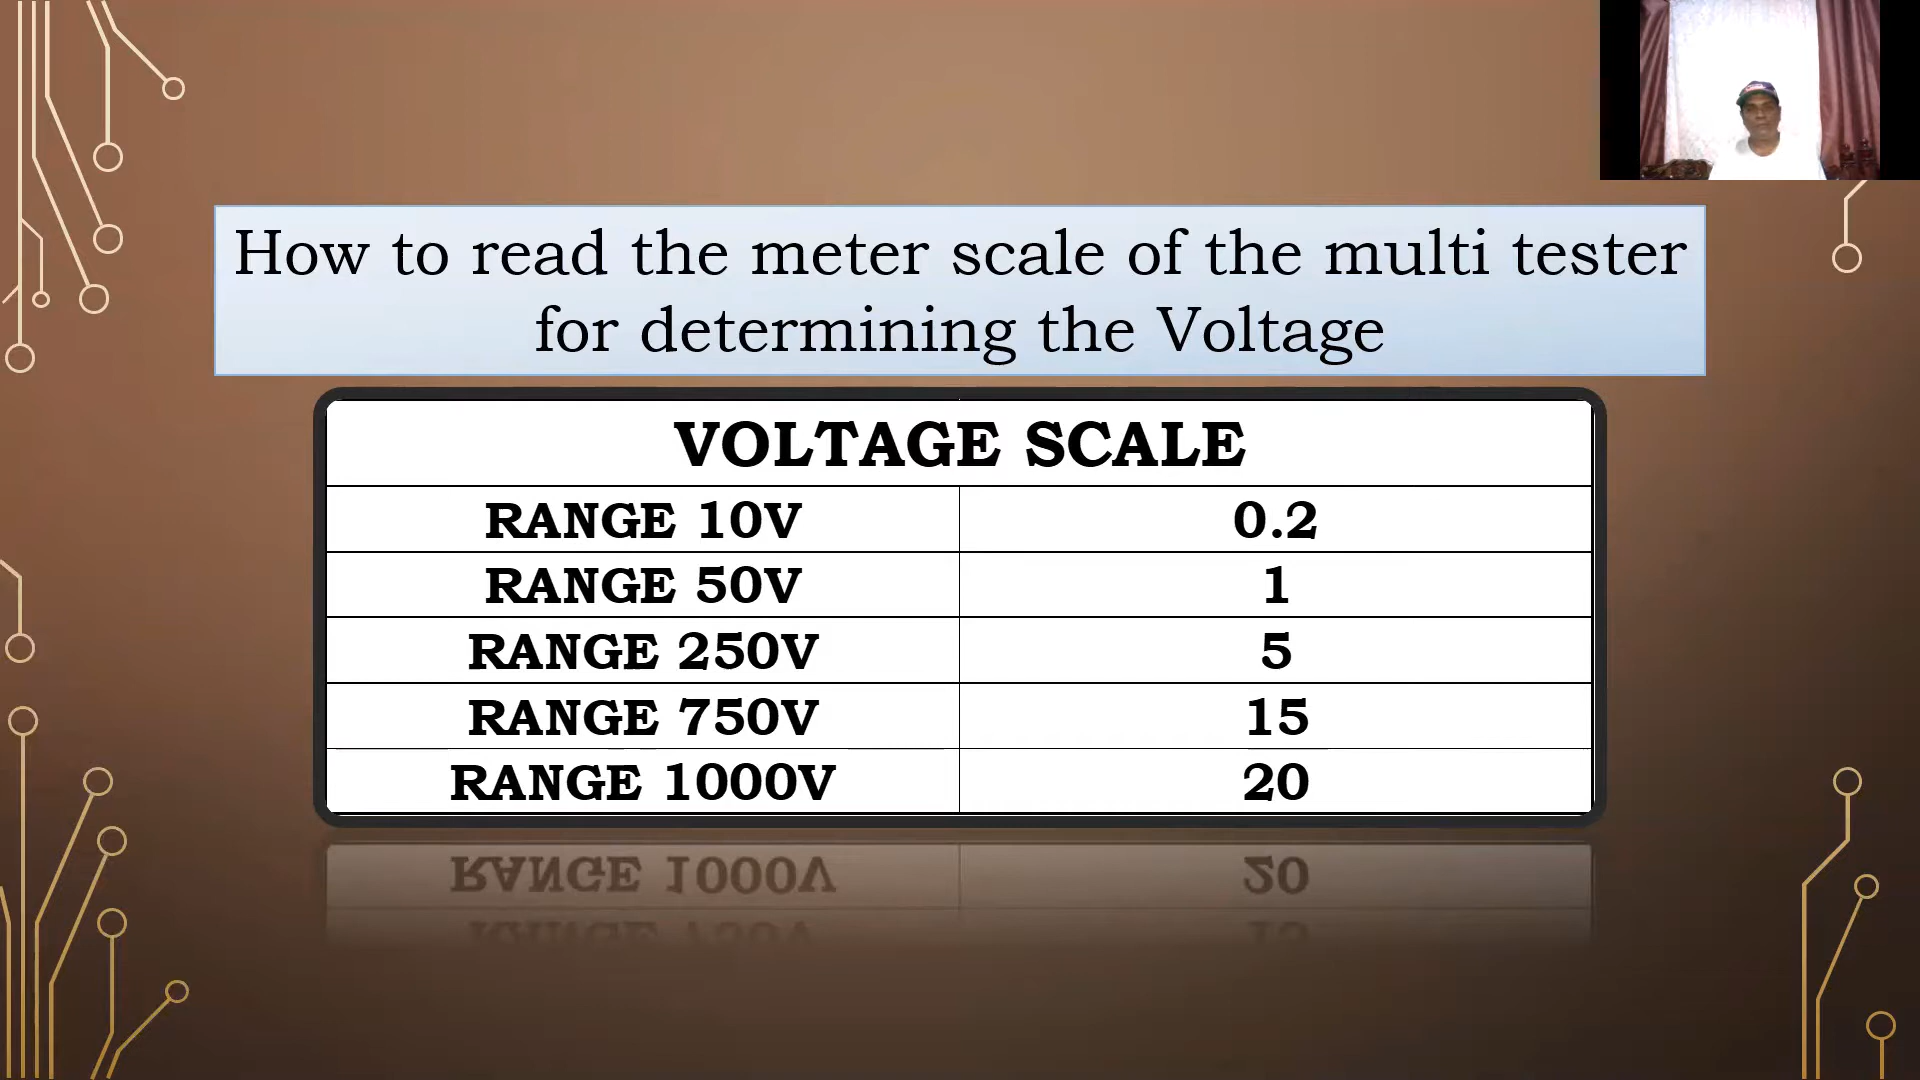 How to read the meter scale of the multi tester
for determining the Voltage
VOLTAGE SCALE
RANGE 10V 0.2
RANGE 50V 1
RANGE 250V 5
RANGE 750V 15
RANGE 1000V 20